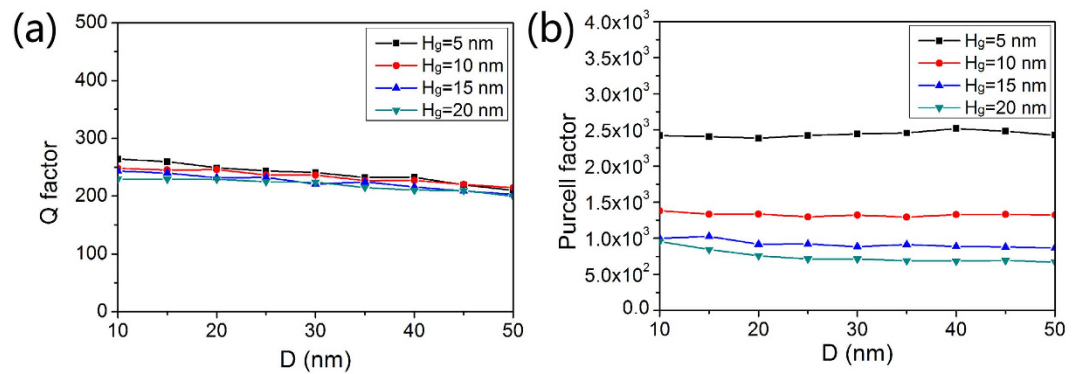 (a)
500
400
300
200
100
0
Q factor
Hg=5 nm
Hg=10 nm
Hg=15 nm
Hg=20 nm
10 20 30 40 50
D (nm)
(b)
4.0x10³
3.5x10³
3.0x10³
2.5x10³
2.0x10³
1.5x10³
1.0x10³
5.0x10²
0.0
Purcell factor
Hg=5 nm
Hg=10 nm
Hg=15 nm
Hg=20 nm
10 20 30 40 50
D (nm)